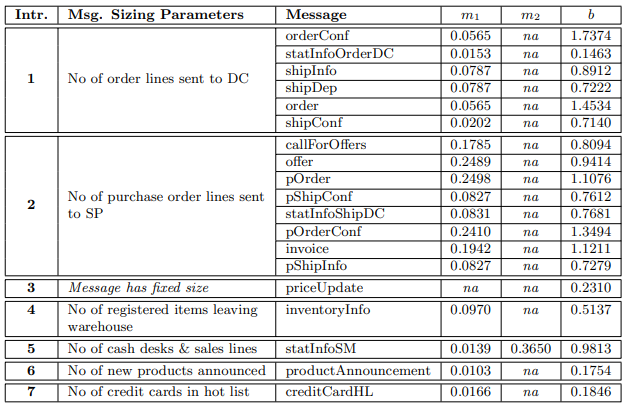 Intr. Msg. Sizing Parameters Message m1 m2 b
1 No of order lines sent to DC orderConf 0.0565 na 1.7374
statInfoOrderDC 0.0153 na 0.1463
shipInfo 0.0787 na 0.8912
shipDep 0.0787 na 0.7222
order 0.0565 na 1.4534
shipConf 0.0202 na 0.7140
2 No of purchase order lines sent to SP callForOffers 0.1785 na 0.8094
offer 0.2489 na 0.9414
pOrder 0.2498 na 1.1076
pShipConf 0.0827 na 0.7612
statInfoShipDC 0.0831 na 0.7681
pOrderConf 0.2410 na 1.3494
invoice 0.1942 na 1.1211
pShipInfo 0.0827 na 0.7279
3 Message has fixed size priceUpdate na na 0.2310
4 No of registered items leaving warehouse inventoryInfo 0.0970 na 0.5137
5 No of cash desks & sales lines statInfoSM 0.0139 0.3650 0.9813
6 No of new products announced productAnnouncement 0.0103 na 0.1754
7 No of credit cards in hot list creditCardHL 0.0166 na 0.1846